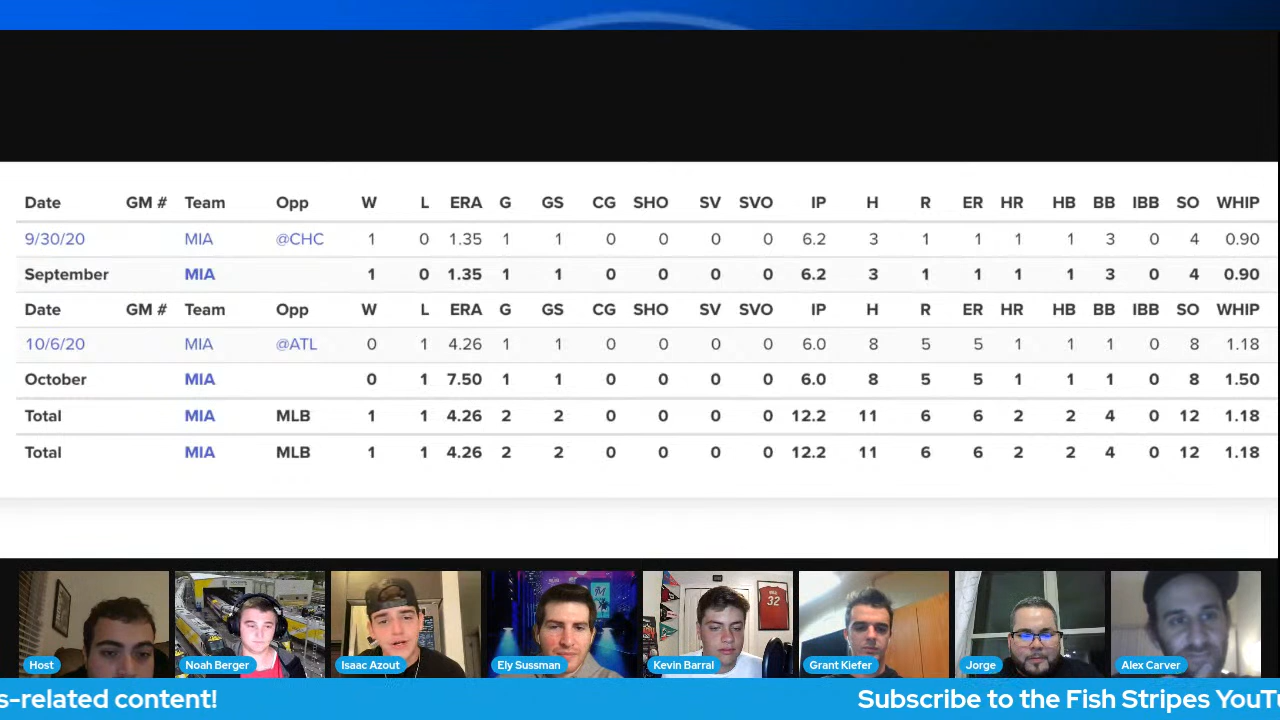 Date GM # Team Opp W L ERA G GS CG SHO SV SVO IP H R ER HR HB BB IBB SO WHIP
9/30/20 MIA @CHC 1 0 1.35 1 1 0 0 0 0 6.2 3 1 1 1 1 3 0 4 0.90
September MIA 1 0 1.35 1 1 0 0 0 0 6.2 3 1 1 1 1 3 0 4 0.90
Date GM # Team Opp W L ERA G GS CG SHO SV SVO IP H R ER HR HB BB IBB SO WHIP
10/6/20 MIA @ATL 0 1 4.26 1 1 0 0 0 0 6.0 8 5 5 1 1 1 0 8 1.18
October MIA 0 1 7.50 1 1 0 0 0 0 6.0 8 5 5 1 1 1 0 8 1.50
Total MIA MLB 1 1 4.26 2 2 0 0 0 0 12.2 11 6 6 2 2 4 0 12 1.18
Total MIA MLB 1 1 4.26 2 2 0 0 0 0 12.2 11 6 6 2 2 4 0 12 1.18
32
Host Noah Berger Isaac Azout Ely Sussman Kevin Barral Grant Kiefer Jorge Alex Carver
s-related content! Subscribe to the Fish Stripes YouTu